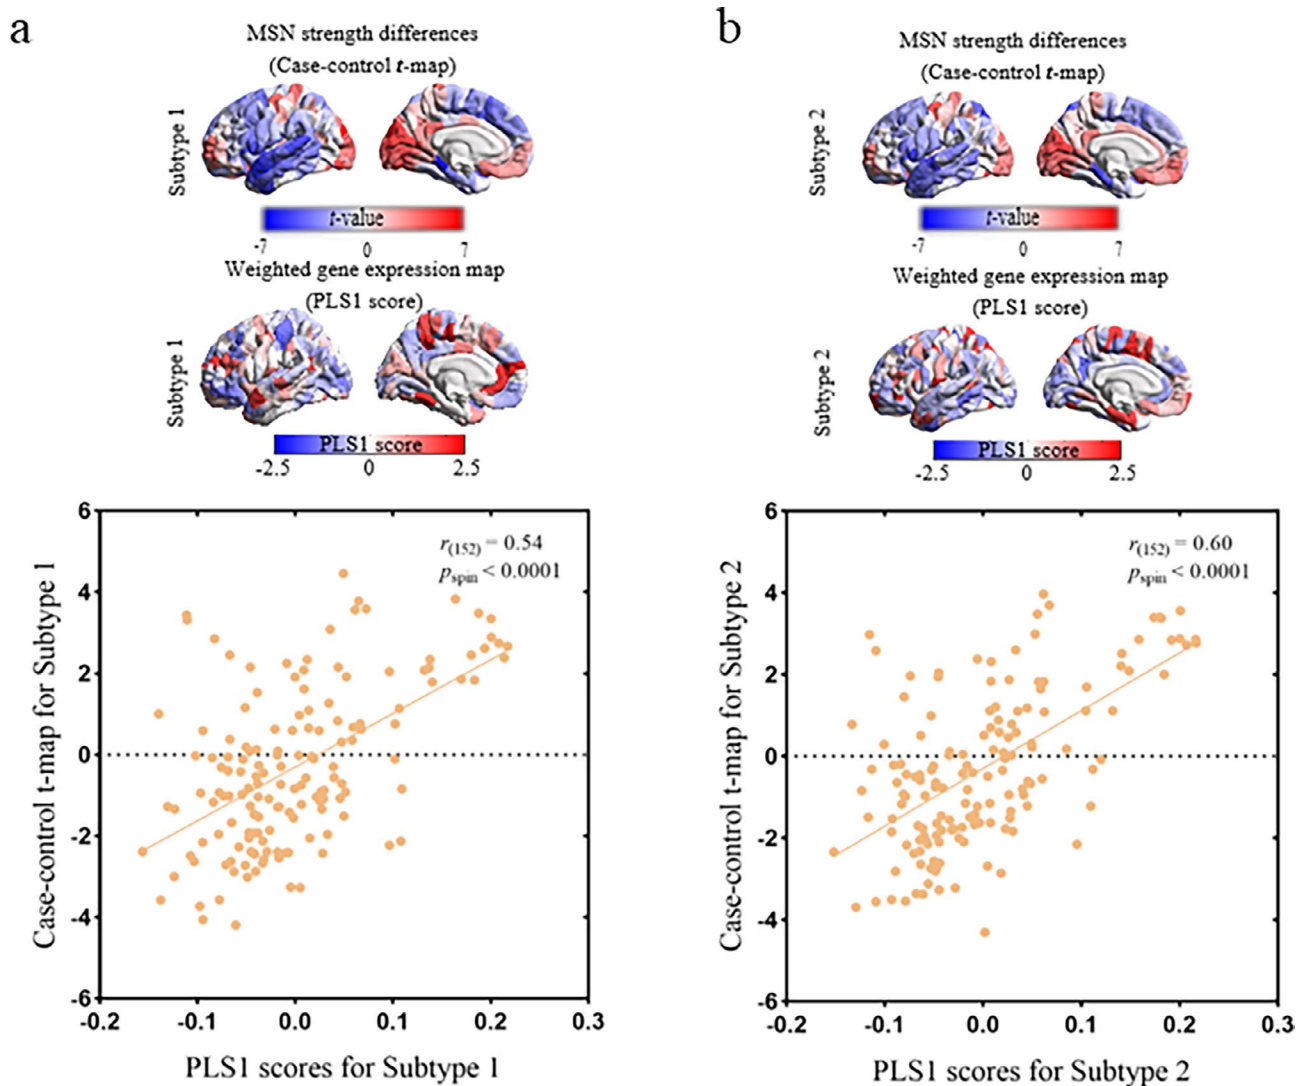 a
MSN strength differences
(Case-control t-map)
Subtype 1
t-value
-7 0 7
Weighted gene expression map
(PLS1 score)
Subtype 1
PLS1 score
-2.5 0 2.5
r(152) = 0.54
pspin < 0.0001
Case-control t-map for Subtype 1
6
4
2
0
-2
-4
-6
-0.2 -0.1 0.0 0.1 0.2 0.3
PLS1 scores for Subtype 1
b
MSN strength differences
(Case-control t-map)
Subtype 2
t-value
-7 0 7
Weighted gene expression map
(PLS1 score)
Subtype 2
PLS1 score
-2.5 0 2.5
r(152) = 0.60
pspin < 0.0001
Case-control t-map for Subtype 2
6
4
2
0
-2
-4
-6
-0.2 -0.1 0.0 0.1 0.2 0.3
PLS1 scores for Subtype 2